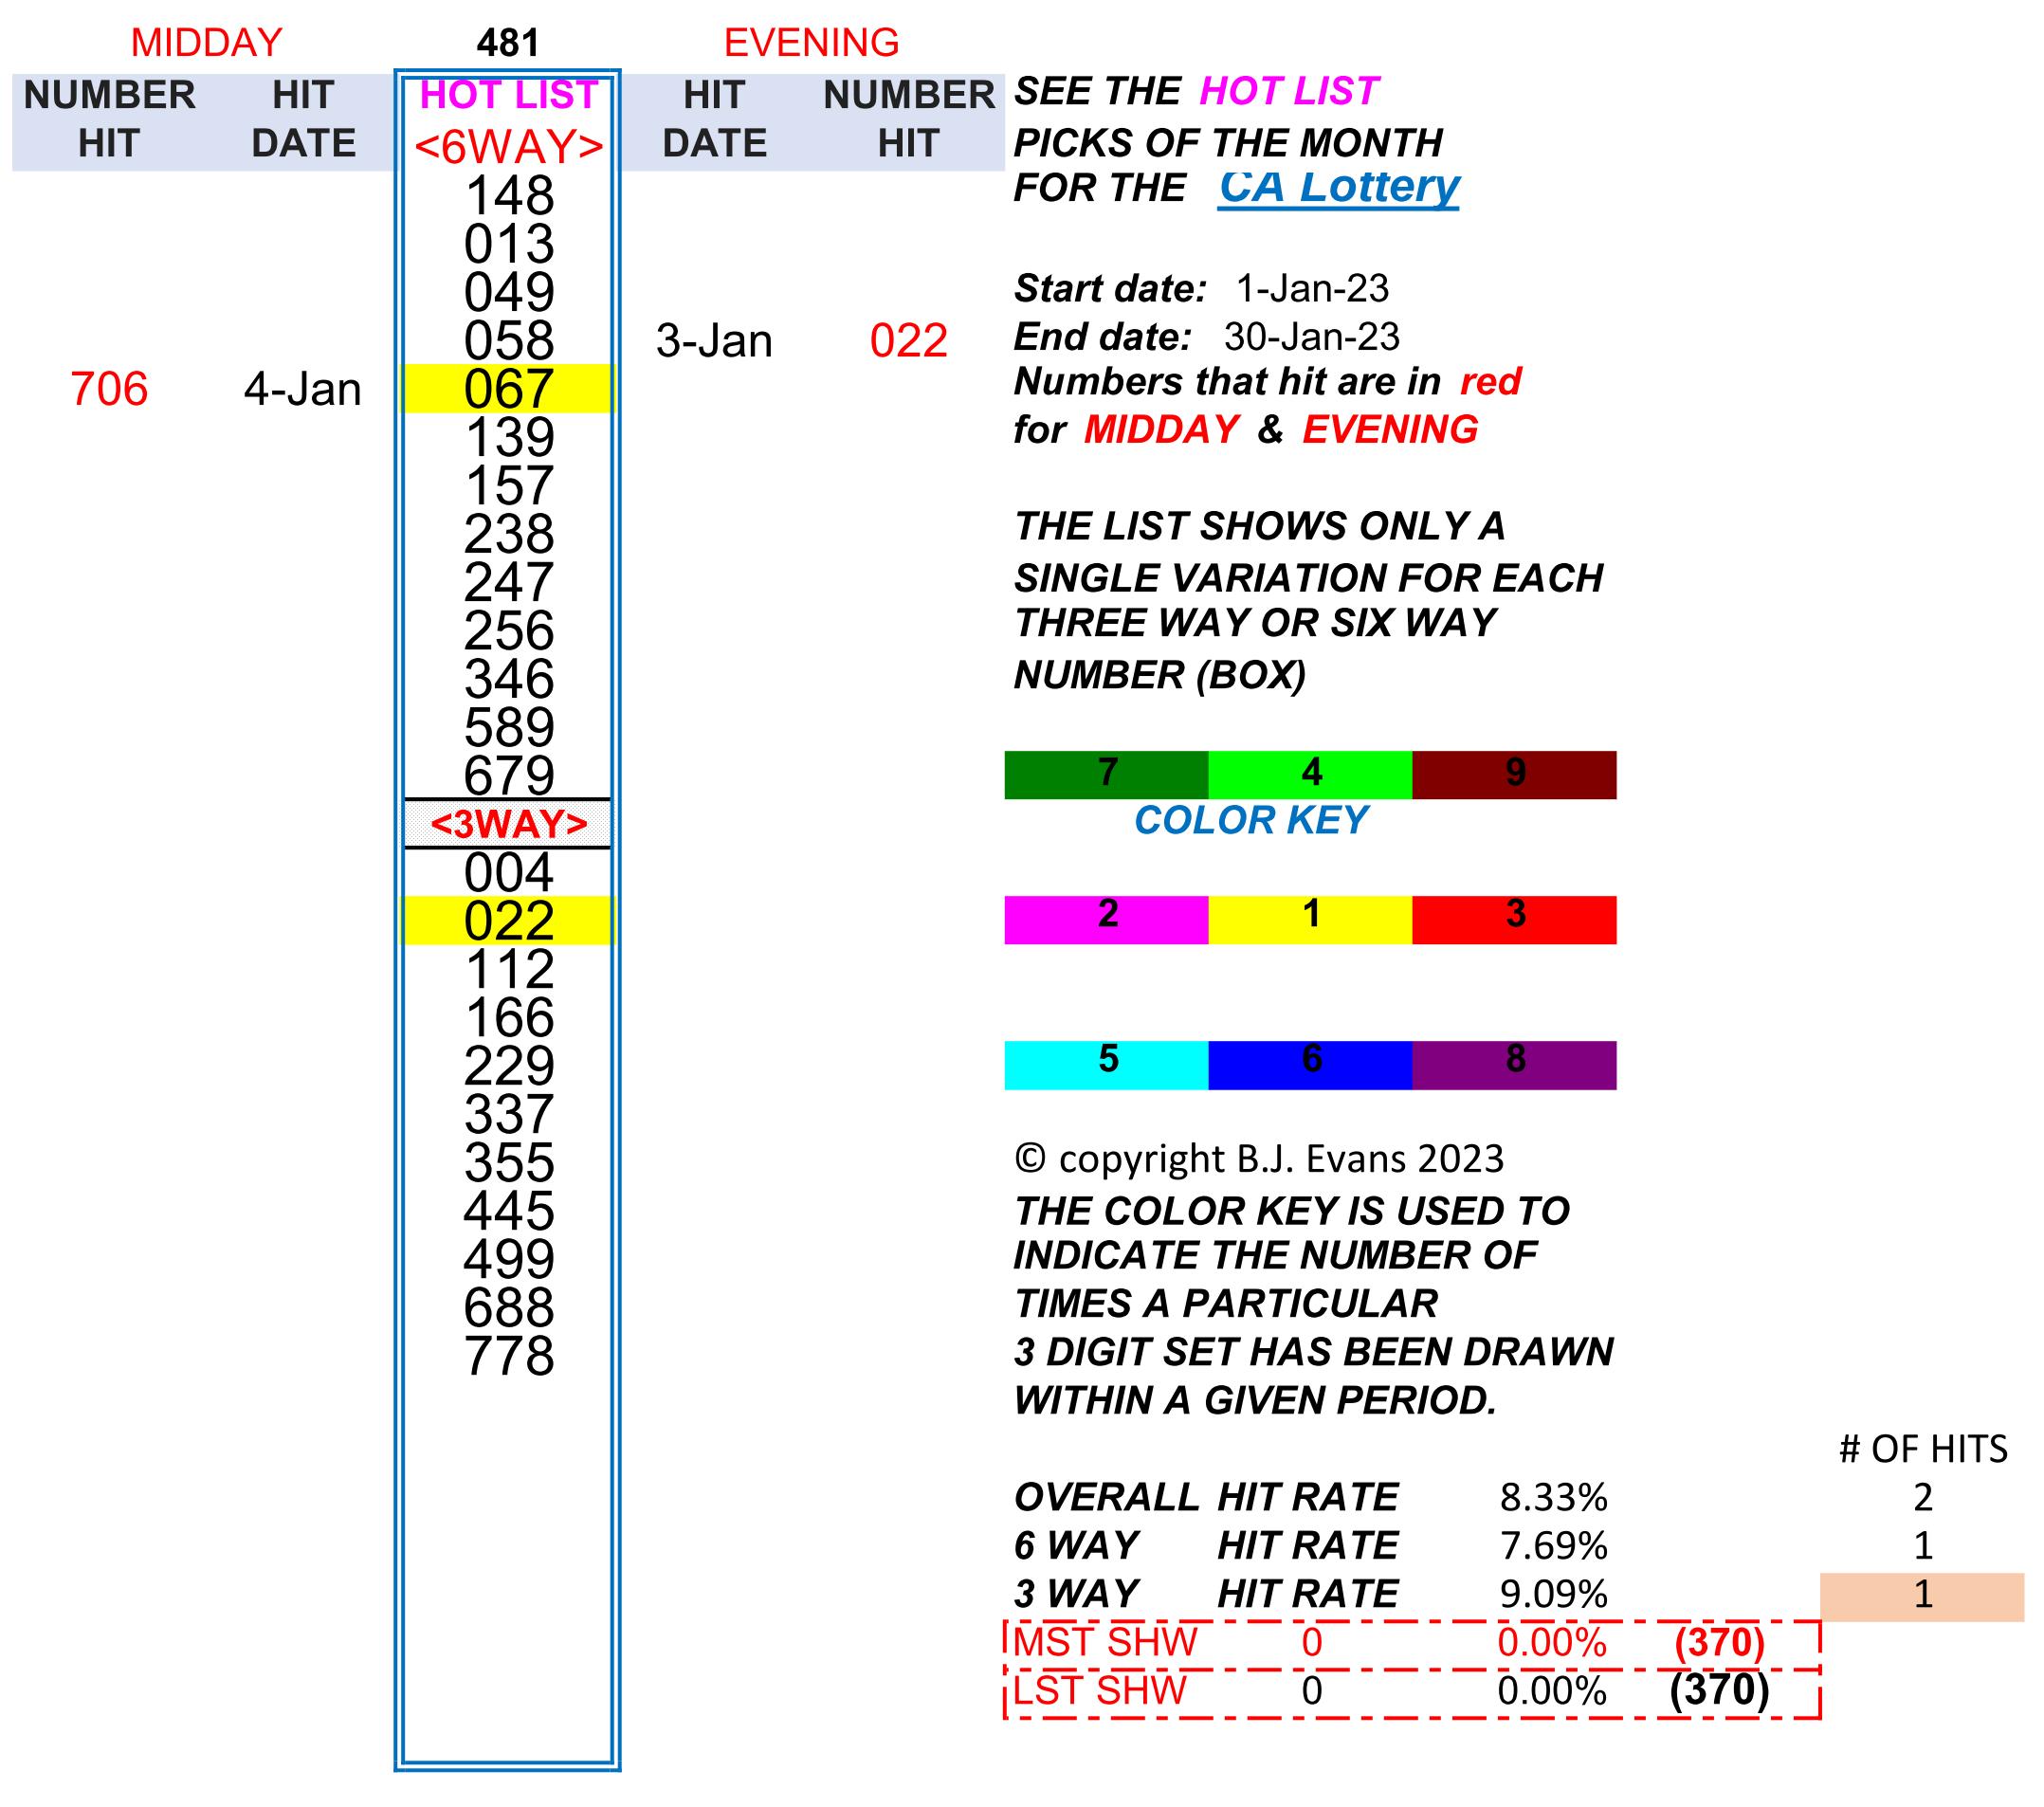 MIDDAY 481 EVENING
NUMBER HIT HOT LIST HIT NUMBER SEE THE HOT LIST
HIT DATE <6WAY> DATE HIT PICKS OF THE MONTH
148 FOR THE CA Lottery
013
049 Start date: 1-Jan-23
058 3-Jan 022 End date: 30-Jan-23
706 4-Jan 067 Numbers that hit are in red
139 for MIDDAY & EVENING
157
238 THE LIST SHOWS ONLY A
247 SINGLE VARIATION FOR EACH
256 THREE WAY OR SIX WAY
346 NUMBER (BOX)
589
679 7 4 9
<3WAY> COLOR KEY
004
022 2 1 3
112
166
229 5 6 8
337
355 © copyright B.J. Evans 2023
445 THE COLOR KEY IS USED TO
499 INDICATE THE NUMBER OF
688 TIMES A PARTICULAR
778 3 DIGIT SET HAS BEEN DRAWN
WITHIN A GIVEN PERIOD.
# OF HITS
OVERALL HIT RATE 8.33% 2
6 WAY HIT RATE 7.69% 1
3 WAY HIT RATE 9.09% 1
MST SHW 0 0.00% (370)
LST SHW 0 0.00% (370)